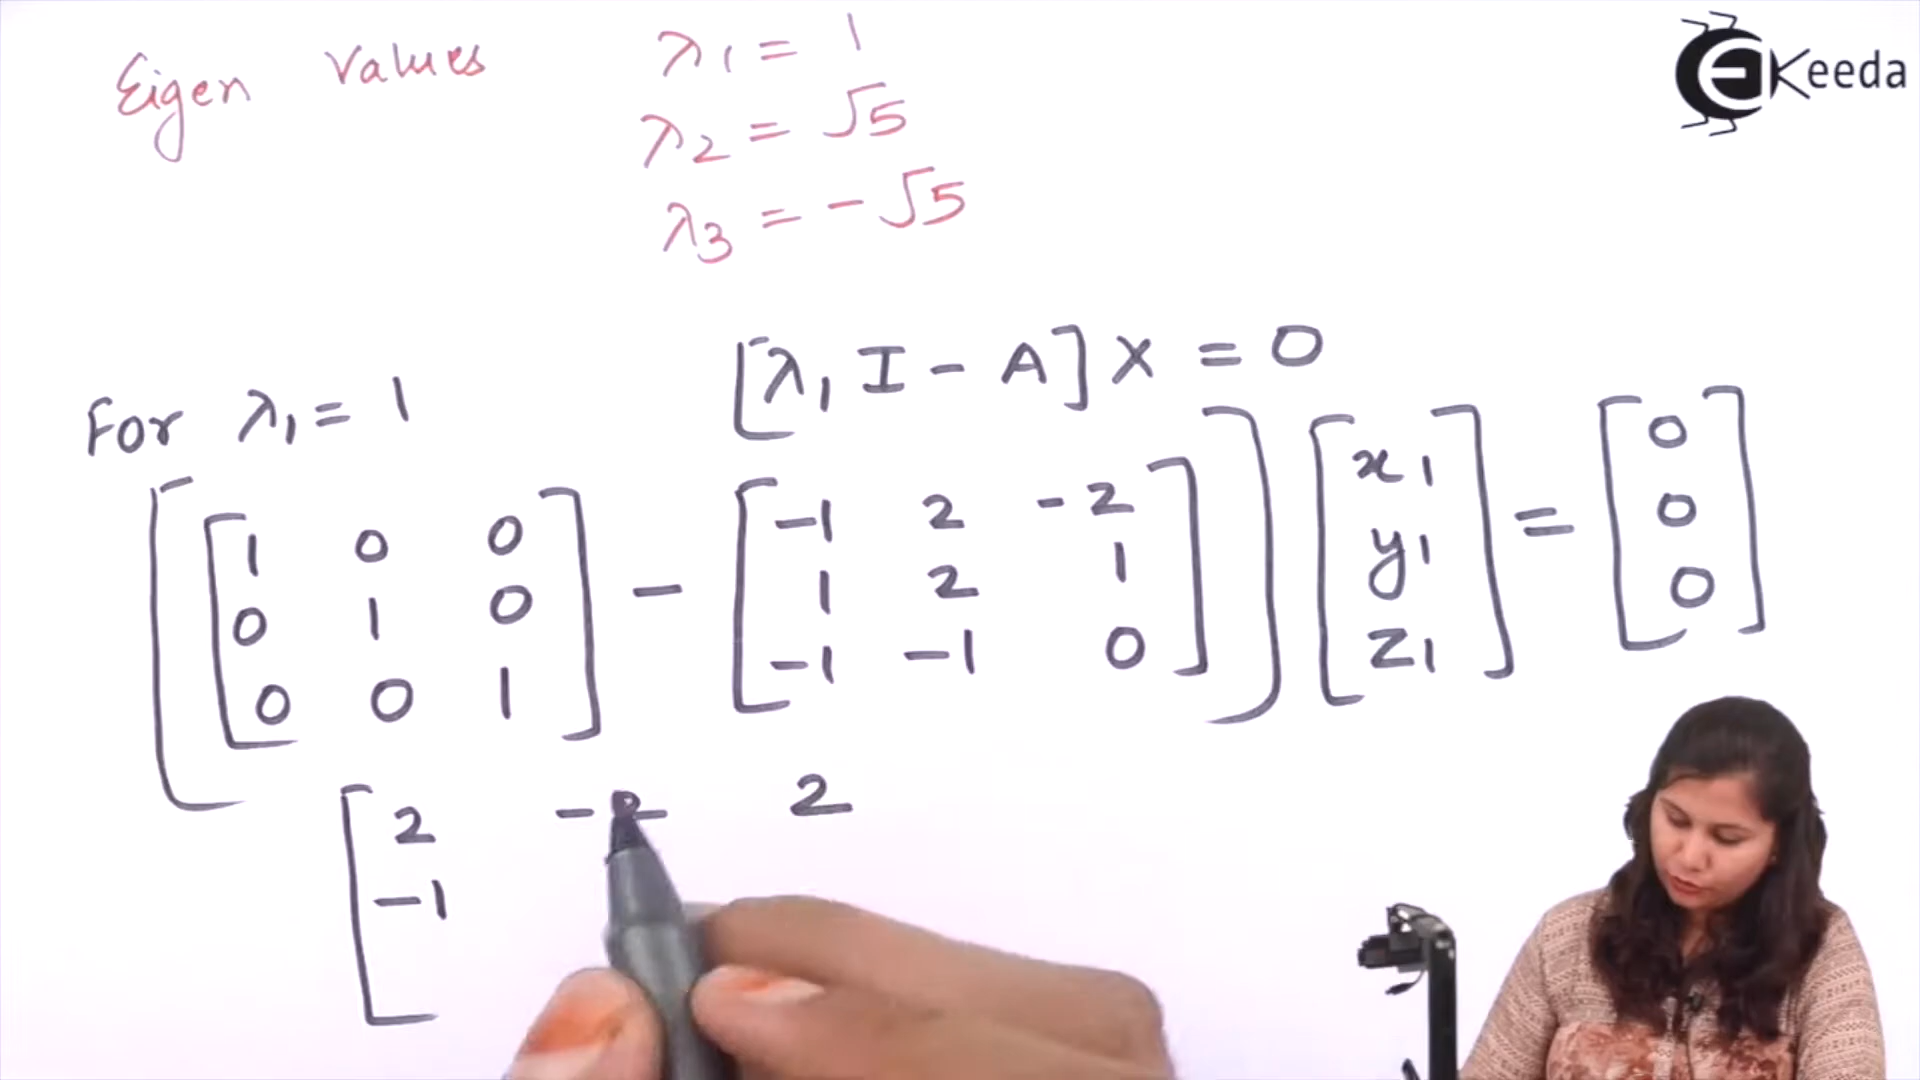 Eigen Values λ1 = 1
λ2 = √5
λ3 = -√5
EKeeda
For λ1 = 1 [λ1 I - A] X = 0
[[1 0 0] - [-1 2 -2]] [x1] = [0]
[0 1 0] [1 2 1] [y1] [0]
[0 0 1] [-1 -1 0] [z1] [0]
[2 -2 2
-1